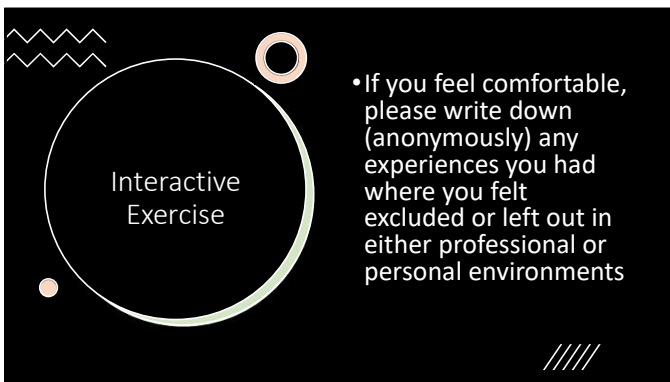 Interactive
Exercise
•If you feel comfortable,
please write down
(anonymously) any
experiences you had
where you felt
excluded or left out in
either professional or
personal environments